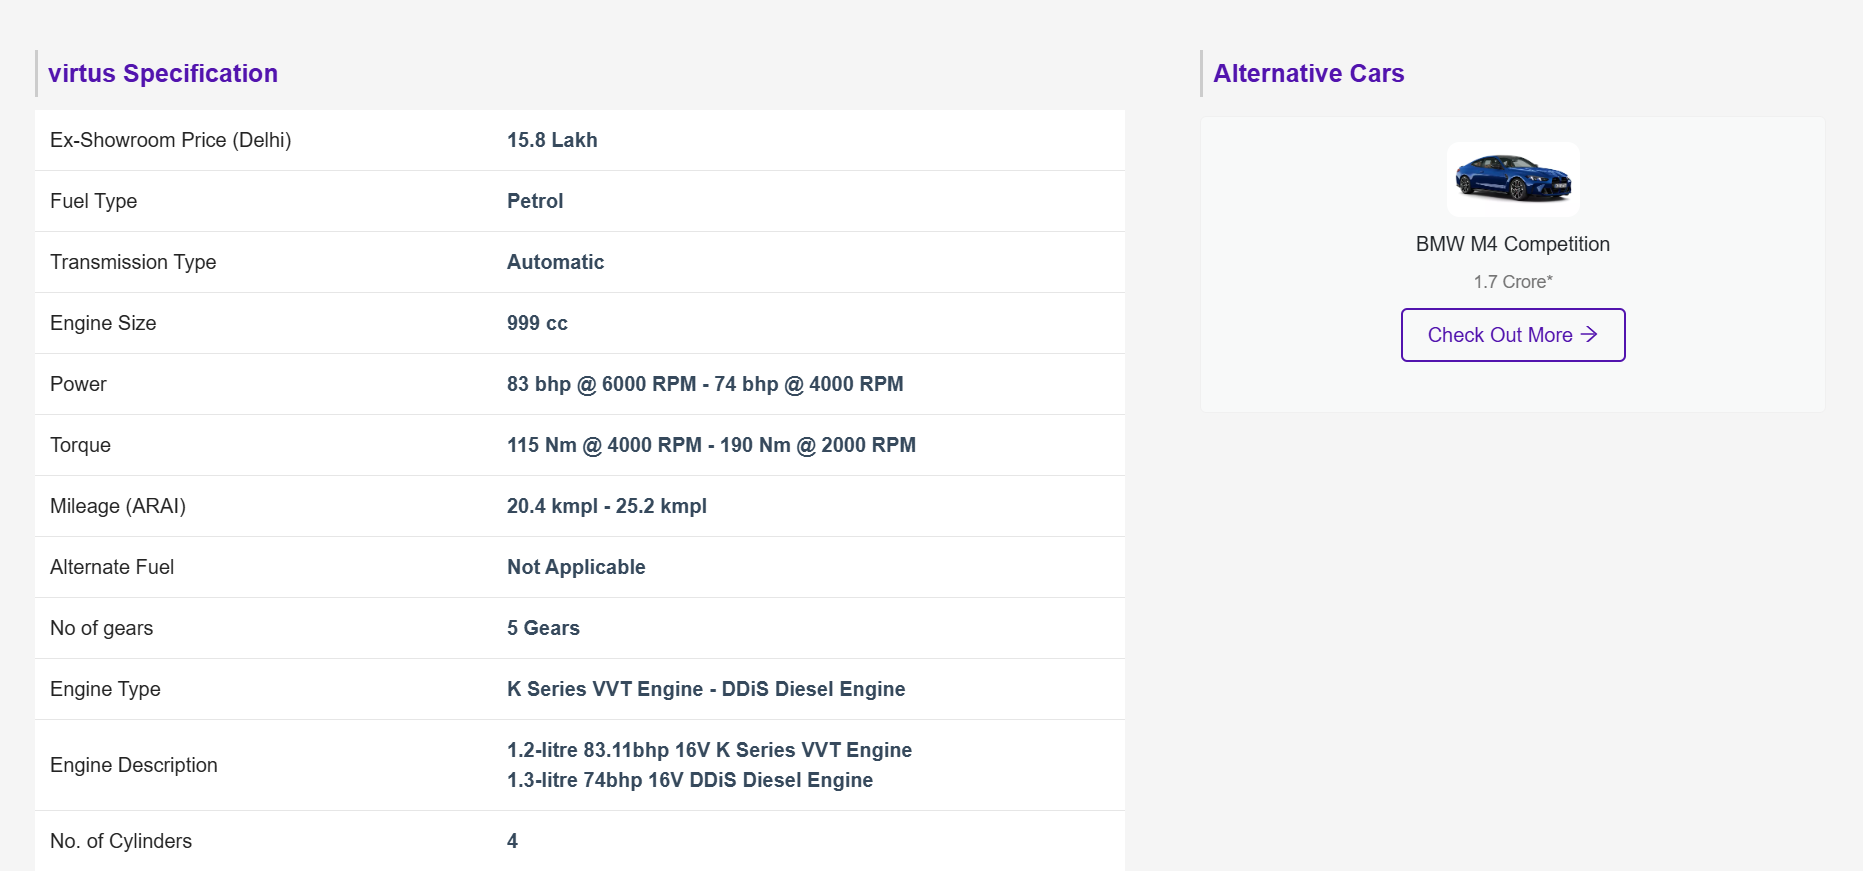 virtus Specification
Ex-Showroom Price (Delhi) 15.8 Lakh
Fuel Type Petrol
Transmission Type Automatic
Engine Size 999 cc
Power 83 bhp @ 6000 RPM - 74 bhp @ 4000 RPM
Torque 115 Nm @ 4000 RPM - 190 Nm @ 2000 RPM
Mileage (ARAI) 20.4 kmpl - 25.2 kmpl
Alternate Fuel Not Applicable
No of gears 5 Gears
Engine Type K Series VVT Engine - DDiS Diesel Engine
Engine Description 1.2-litre 83.11bhp 16V K Series VVT Engine
1.3-litre 74bhp 16V DDiS Diesel Engine
No. of Cylinders 4
Alternative Cars
BMW M4 Competition
1.7 Crore*
Check Out More →